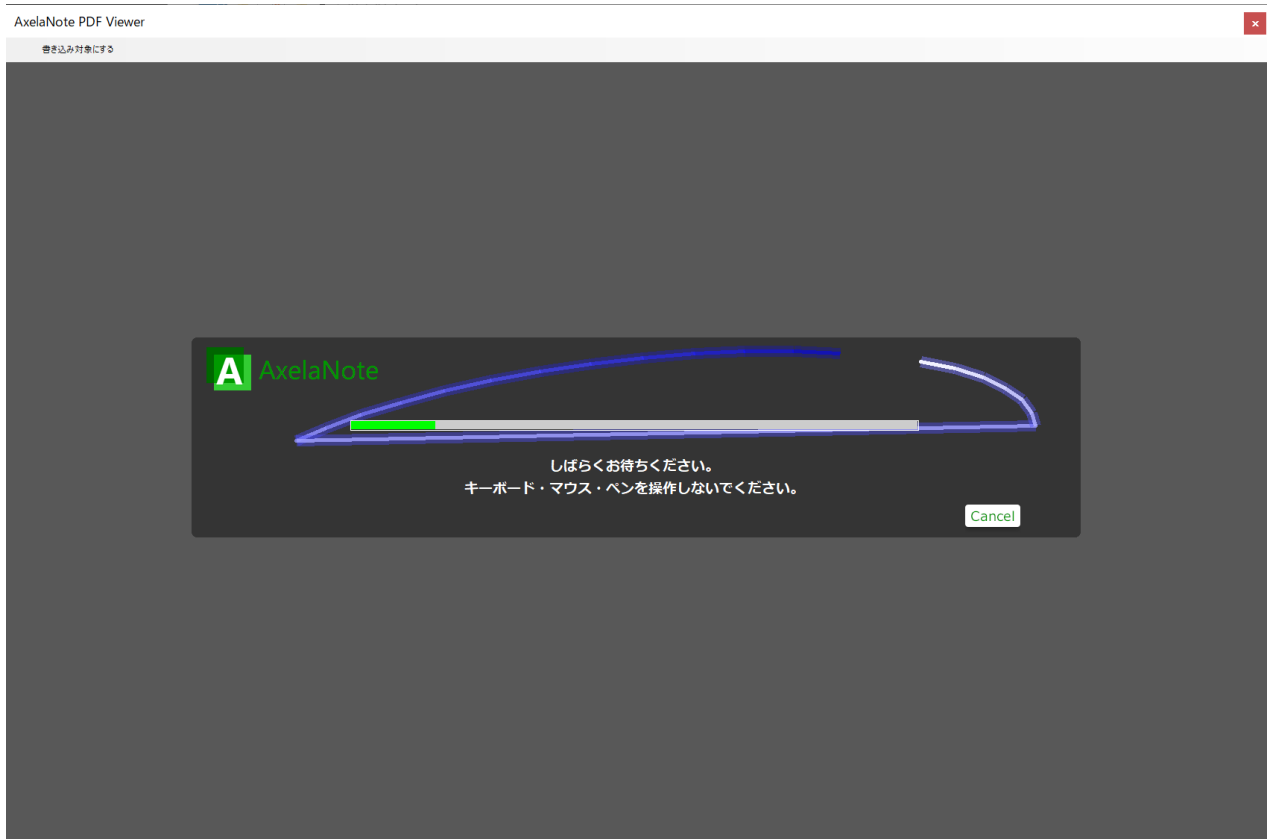 AxelaNote PDF Viewer
書き込み対象にする
A AxelaNote
しばらくお待ちください。
キーボード・マウス・ペンを操作しないでください。
Cancel